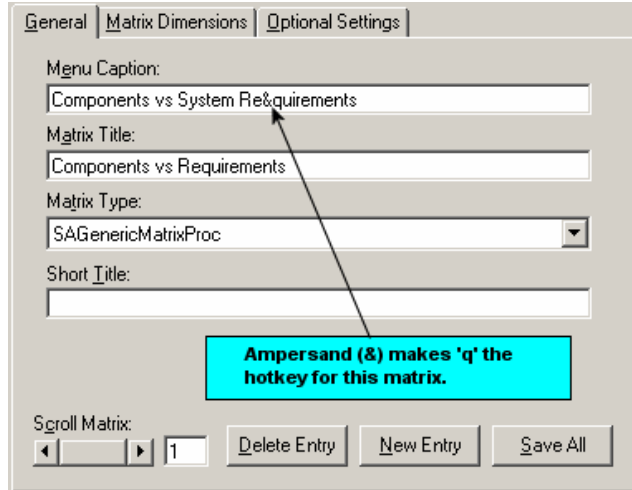 General Matrix Dimensions Optional Settings
Menu Caption:
Components vs System Re&quirements
Matrix Title:
Components vs Requirements
Matrix Type:
SAGenericMatrixProc
Short Title:
Ampersand (&) makes 'q' the
hotkey for this matrix.
Scroll Matrix:
1 Delete Entry New Entry Save All